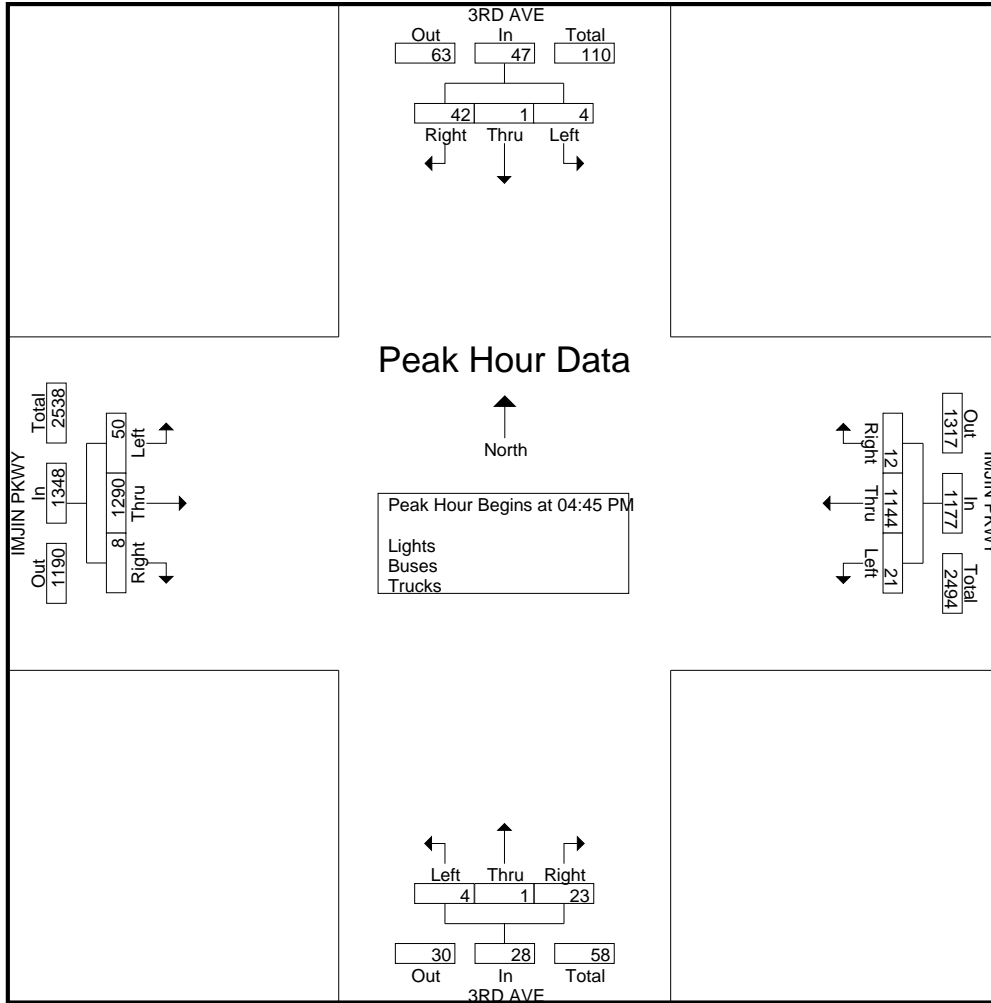 3RD AVE
Out In Total
63 47 110
42 1 4
Right Thru Left
Peak Hour Data
North
Peak Hour Begins at 04:45 PM
Lights
Buses
Trucks
IMJIN PKWY
Out In Total
1190 1348 2538
8 1290 50
Right Thru Left
IMJIN PKWY
Out In Total
1317 1177 2494
12 1144 21
Right Thru Left
Left Thru Right
4 1 23
30 28 58
Out In Total
3RD AVE